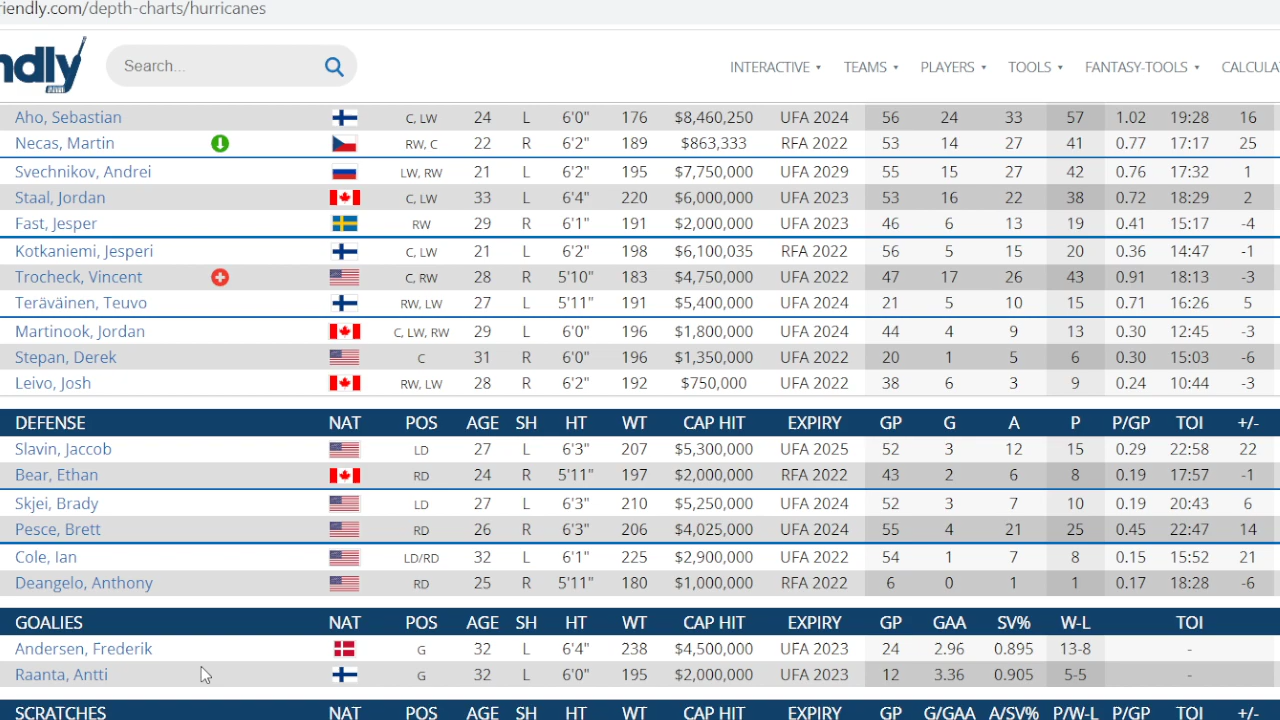 iendly.com/depth-charts/hurricanes
ndly Search... INTERACTIVE TEAMS PLAYERS TOOLS FANTASY-TOOLS CALCULA
Aho, Sebastian C, LW 24 L 6'0" 176 $8,460,250 UFA 2024 56 24 33 57 1.02 19:28 16
Necas, Martin RW, C 22 R 6'2" 189 $863,333 RFA 2022 53 14 27 41 0.77 17:17 25
Svechnikov, Andrei LW, RW 21 L 6'2" 195 $7,750,000 UFA 2029 55 15 27 42 0.76 17:32 1
Staal, Jordan C, LW 33 L 6'4" 220 $6,000,000 UFA 2023 53 16 22 38 0.72 18:29 2
Fast, Jesper RW 29 R 6'1" 191 $2,000,000 UFA 2023 46 6 13 19 0.41 15:17 -4
Kotkaniemi, Jesperi C, LW 21 L 6'2" 198 $6,100,035 RFA 2022 56 5 15 20 0.36 14:47 -1
Trocheck, Vincent C, RW 28 R 5'10" 183 $4,750,000 UFA 2022 47 17 26 43 0.91 18:13 -3
Teräväinen, Teuvo RW, LW 27 L 5'11" 191 $5,400,000 UFA 2024 21 5 10 15 0.71 16:26 5
Martinook, Jordan C, LW, RW 29 L 6'0" 196 $1,800,000 UFA 2024 44 4 9 13 0.30 12:45 -3
Stepan, Derek C 31 R 6'0" 196 $1,350,000 UFA 2022 20 1 5 6 0.30 15:03 -6
Leivo, Josh RW, LW 28 R 6'2" 192 $750,000 UFA 2022 38 6 3 9 0.24 10:44 -3
DEFENSE NAT POS AGE SH HT WT CAP HIT EXPIRY GP G A P P/GP TOI +/-
Slavin, Jaccob LD 27 L 6'3" 207 $5,300,000 UFA 2025 52 3 12 15 0.29 22:58 22
Bear, Ethan RD 24 R 5'11" 197 $2,000,000 RFA 2022 43 2 6 8 0.19 17:57 -1
Skjei, Brady LD 27 L 6'3" 210 $5,250,000 UFA 2024 52 3 7 10 0.19 20:43 6
Pesce, Brett RD 26 R 6'3" 206 $4,025,000 UFA 2024 55 4 21 25 0.45 22:47 14
Cole, Ian LD/RD 32 L 6'1" 225 $2,900,000 UFA 2022 54 1 7 8 0.15 15:52 21
Deangelo, Anthony RD 25 R 5'11" 180 $1,000,000 RFA 2022 6 0 1 1 0.17 18:28 -6
GOALIES NAT POS AGE SH HT WT CAP HIT EXPIRY GP GAA SV% W-L TOI
Andersen, Frederik G 32 L 6'4" 238 $4,500,000 UFA 2023 24 2.96 0.895 13-8 -
Raanta, Antti G 32 L 6'0" 195 $2,000,000 UFA 2023 12 3.36 0.905 5-5 -
SCRATCHES NAT POS AGE SH HT WT CAP HIT EXPIRY GP G/GAA A/SV% P/W-L P/GP TOI +/-